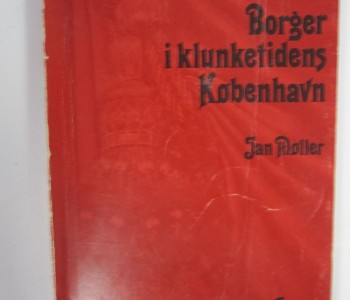 Borger
i klunketidens
København
Jan Møller